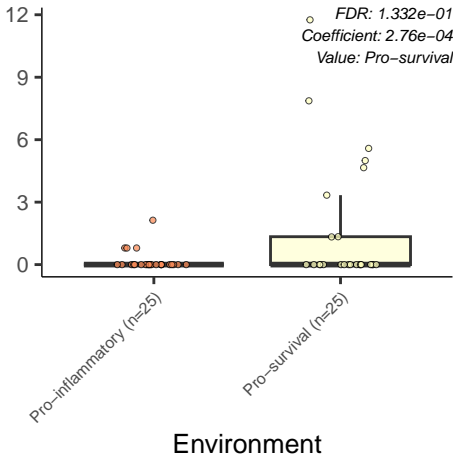 FDR: 1.332e−01
Coefficient: 2.76e−04
Value: Pro−survival
12
9
6
3
0
Pro−inflammatory (n=25)
Pro−survival (n=25)
Environment